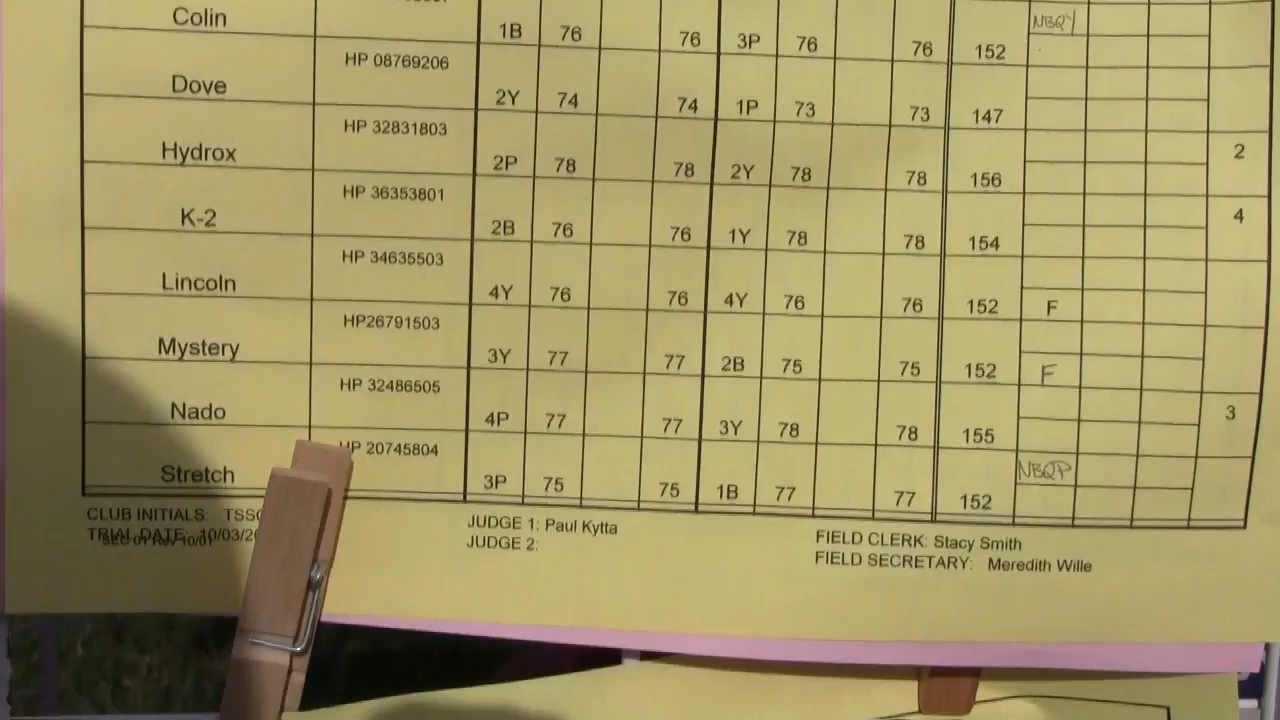 Colin 1B 76 76 3P 76 76 152 NBQY
HP 08769206
Dove 2Y 74 74 1P 73 73 147
HP 32831803
Hydrox 2P 78 78 2Y 78 78 156 2
HP 36353801
K-2 2B 76 76 1Y 78 78 154 4
HP 34635503
Lincoln 4Y 76 76 4Y 76 76 152 F
HP26791503
Mystery 3Y 77 77 2B 75 75 152 F
HP 32486505
Nado 4P 77 77 3Y 78 78 155 3
HP 20745804
Stretch 3P 75 75 1B 77 77 152 NBQP
CLUB INITIALS: JUDGE 1: Paul Kytta FIELD CLERK: Stacy Smith
TRIAL DATE: JUDGE 2: FIELD SECRETARY: Meredith Wille